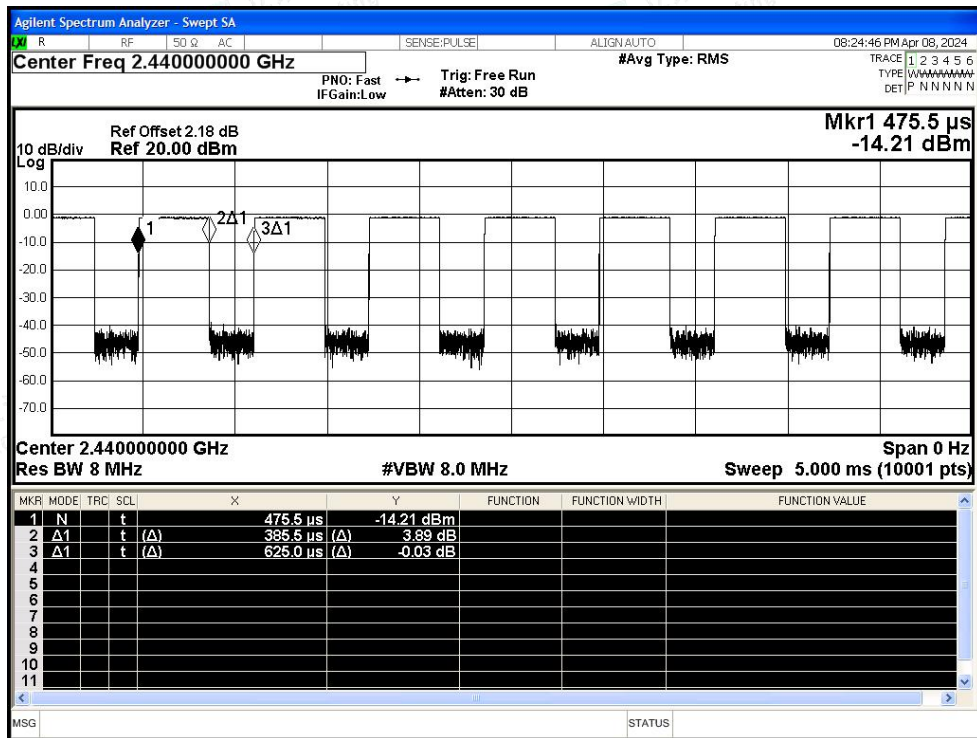 Agilent Spectrum Analyzer - Swept SA
LXI R RF 50 Ω AC SENSE:PULSE ALIGN AUTO 08:24:46 PM Apr 08, 2024
Center Freq 2.440000000 GHz #Avg Type: RMS TRACE 1 2 3 4 5 6
PNO: Fast Trig: Free Run TYPE WWWWWW
IFGain:Low #Atten: 30 dB DET P N N N N N
Mkr1 475.5 µs
Ref Offset 2.18 dB
10 dB/div Ref 20.00 dBm -14.21 dBm
Log
10.0
0.00
1 2Δ1 3Δ1
-10.0
-20.0
-30.0
-40.0
-50.0
-60.0
-70.0
Center 2.440000000 GHz Span 0 Hz
Res BW 8 MHz #VBW 8.0 MHz Sweep 5.000 ms (10001 pts)
MKR MODE TRC SCL X Y FUNCTION FUNCTION WIDTH FUNCTION VALUE
1 N t 475.5 µs -14.21 dBm
2 Δ1 t (Δ) 385.5 µs (Δ) 3.89 dB
3 Δ1 t (Δ) 625.0 µs (Δ) -0.03 dB
4
5
6
7
8
9
10
11
MSG STATUS